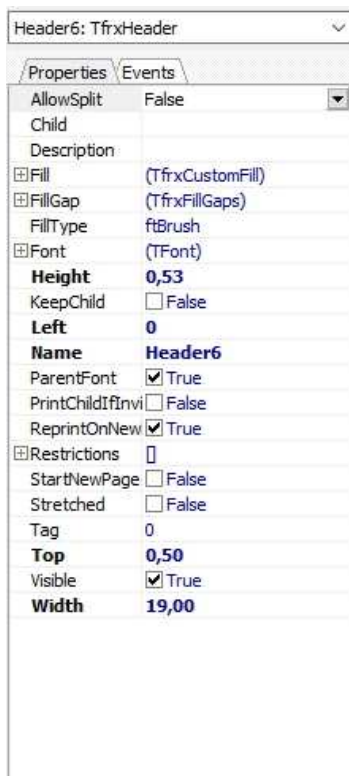 Header6: TfrxHeader
Properties Events
AllowSplit False
Child
Description
Fill (TfrxCustomFill)
FillGap (TfrxFillGaps)
FillType ftBrush
Font (TFont)
Height 0,53
KeepChild False
Left 0
Name Header6
ParentFont True
PrintChildIfInvi False
ReprintOnNew True
Restrictions []
StartNewPage False
Stretched False
Tag 0
Top 0,50
Visible True
Width 19,00